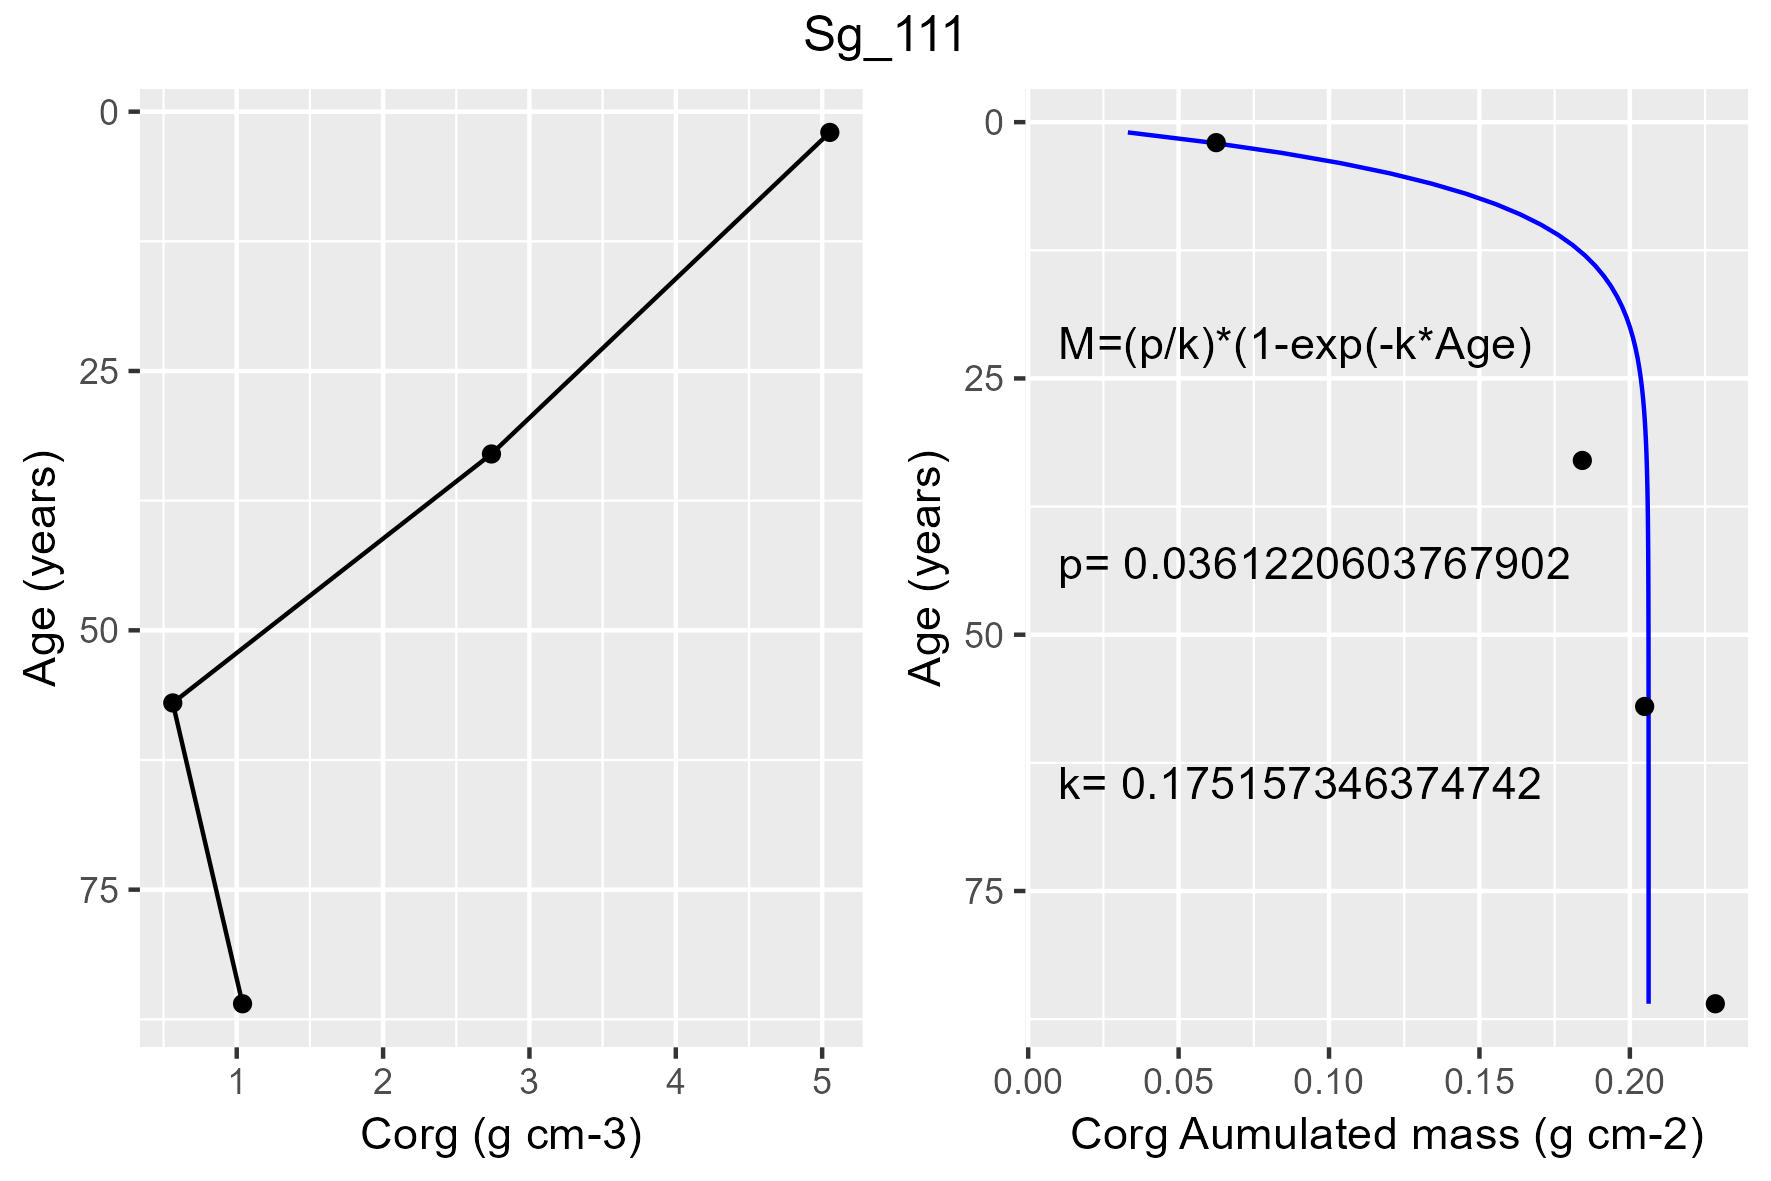 Sg_111
0
25
50
75
Age (years)
1 2 3 4 5
Corg (g cm-3)
0
25
50
75
Age (years)
M=(p/k)*(1-exp(-k*Age)
p= 0.0361220603767902
k= 0.175157346374742
0.00 0.05 0.10 0.15 0.20
Corg Aumulated mass (g cm-2)